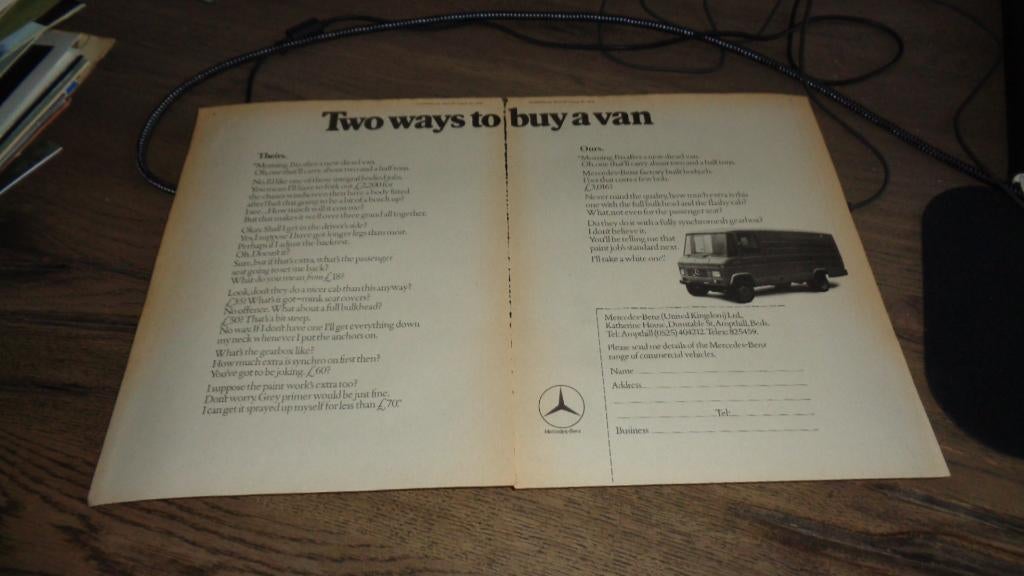 Two ways to buy a van
Theirs.
"Morning. I'm after a new diesel van.
Oh, one that'll carry about two and a half tons.
No. I'd like one of those integral bodied jobs.
You mean I'll have to fork out £2,200 for
the chassis and scuttle then have a body fitted
after? Isn't that going to be a bit of a botch up?
I see... How much will it cost me?
But that makes it well over three grand all together.
Okay. Shall I get in the driver's side?
Yes, I suppose I have got longer legs than most.
Perhaps if I adjust the backrest.
Oh. Doesn't it?
Sure, but if that's extra, what's the passenger
seat going to set me back?
What do you mean from £18?
Look, don't they do a nicer cab than this anyway?
£35? What's it got–mink seat covers?
No offence. What about a full bulkhead?
£50? That's a bit steep.
No way. If I don't have one I'll get everything down
my neck whenever I put the anchors on.
What's the gearbox like?
How much extra is synchro on first then?
You've got to be joking. £60?
I suppose the paint work's extra too?
Don't worry. Grey primer would be just fine.
I can get it sprayed up myself for less than £70."
Ours.
"Morning. I'm after a new diesel van.
Oh, one that'll carry about two and a half tons.
Mercedes-Benz factory built body, eh.
I bet that costs a few bob.
£3,016?
Never mind the quality, how much extra is this
one with the full bulkhead and the flashy cab?
What, not even for the passenger seat?
Do they do it with a fully synchromesh gearbox?
I don't believe it.
You'll be telling me that
paint job's standard next.
I'll take a white one."
Mercedes-Benz (United Kingdom) Ltd.,
Katherine House, Dunstable St., Ampthill, Beds.
Tel: Ampthill (0525) 404212. Telex: 825459.
Please send me details of the Mercedes-Benz
range of commercial vehicles.
Name
Address
Tel:
Business
Mercedes-Benz